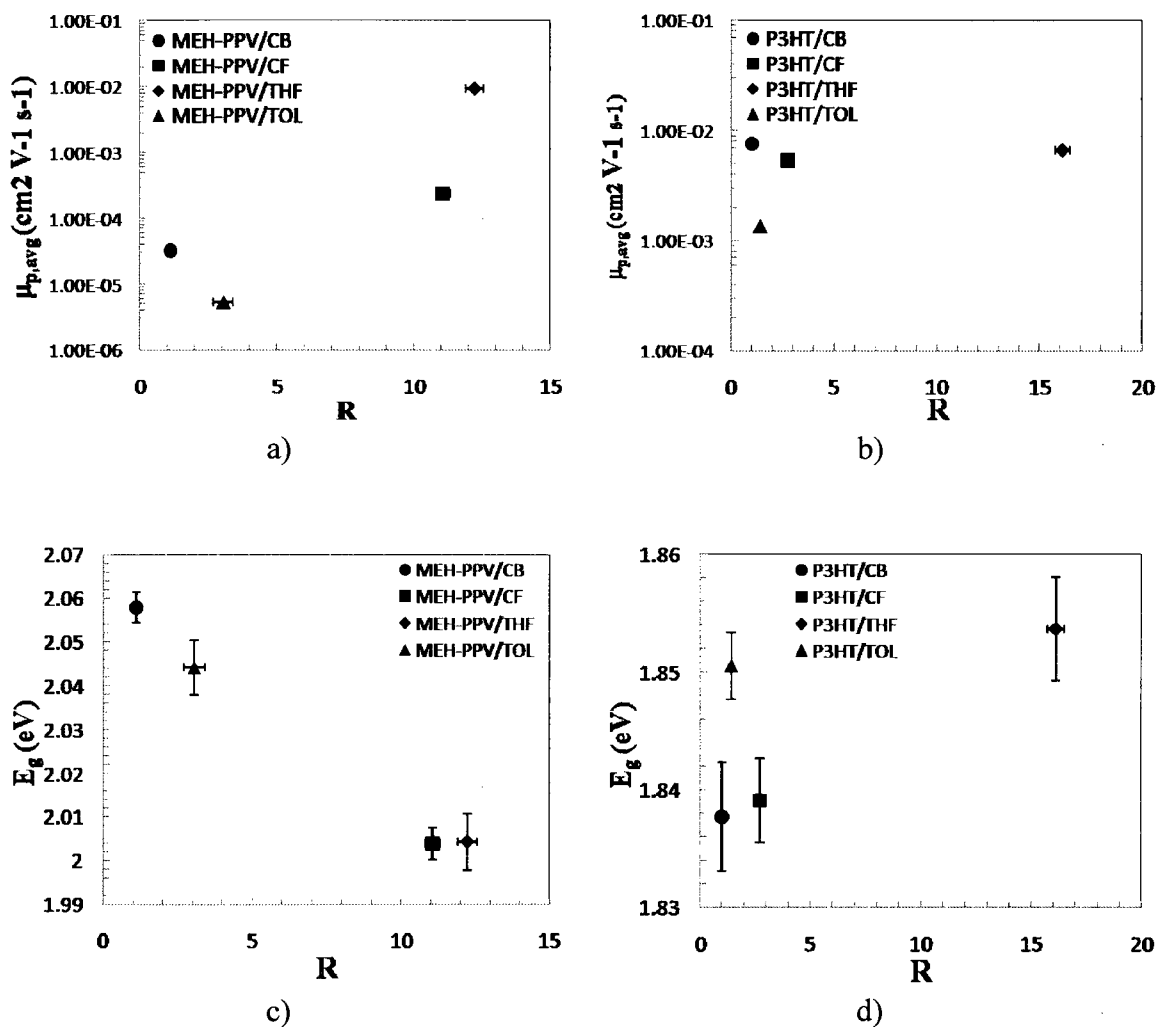 1.00E-01
1.00E-02
1.00E-03
1.00E-04
1.00E-05
1.00E-06
μp,avg(cm2 V-1 s-1)
MEH-PPV/CB
MEH-PPV/CF
MEH-PPV/THF
MEH-PPV/TOL
0 5 10 15
R
a)
1.00E-01
1.00E-02
1.00E-03
1.00E-04
μp,avg(cm2 V-1 s-1)
P3HT/CB
P3HT/CF
P3HT/THF
P3HT/TOL
0 5 10 15 20
R
b)
2.07
2.06
2.05
2.04
2.03
2.02
2.01
2
1.99
Eg (eV)
MEH-PPV/CB
MEH-PPV/CF
MEH-PPV/THF
MEH-PPV/TOL
0 5 10 15
R
c)
1.86
1.85
1.84
1.83
Eg (eV)
P3HT/CB
P3HT/CF
P3HT/THF
P3HT/TOL
0 5 10 15 20
R
d)